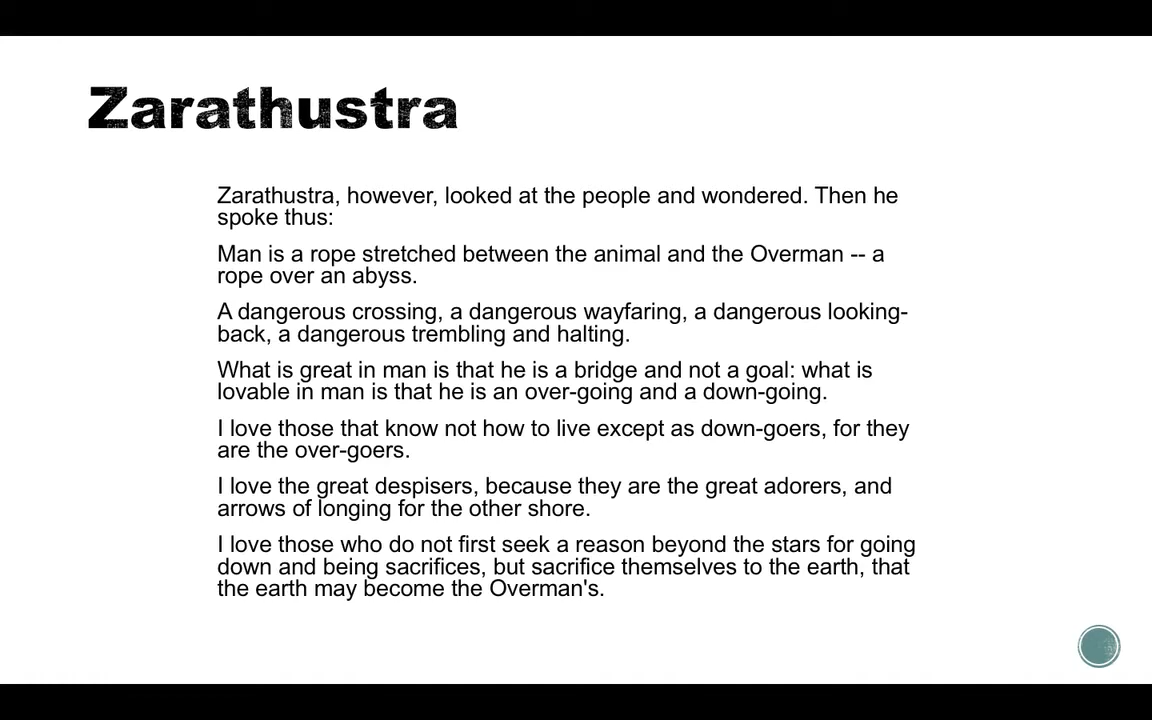 Zarathustra
Zarathustra, however, looked at the people and wondered. Then he
spoke thus:
Man is a rope stretched between the animal and the Overman -- a
rope over an abyss.
A dangerous crossing, a dangerous wayfaring, a dangerous looking-
back, a dangerous trembling and halting.
What is great in man is that he is a bridge and not a goal: what is
lovable in man is that he is an over-going and a down-going.
I love those that know not how to live except as down-goers, for they
are the over-goers.
I love the great despisers, because they are the great adorers, and
arrows of longing for the other shore.
I love those who do not first seek a reason beyond the stars for going
down and being sacrifices, but sacrifice themselves to the earth, that
the earth may become the Overman's.